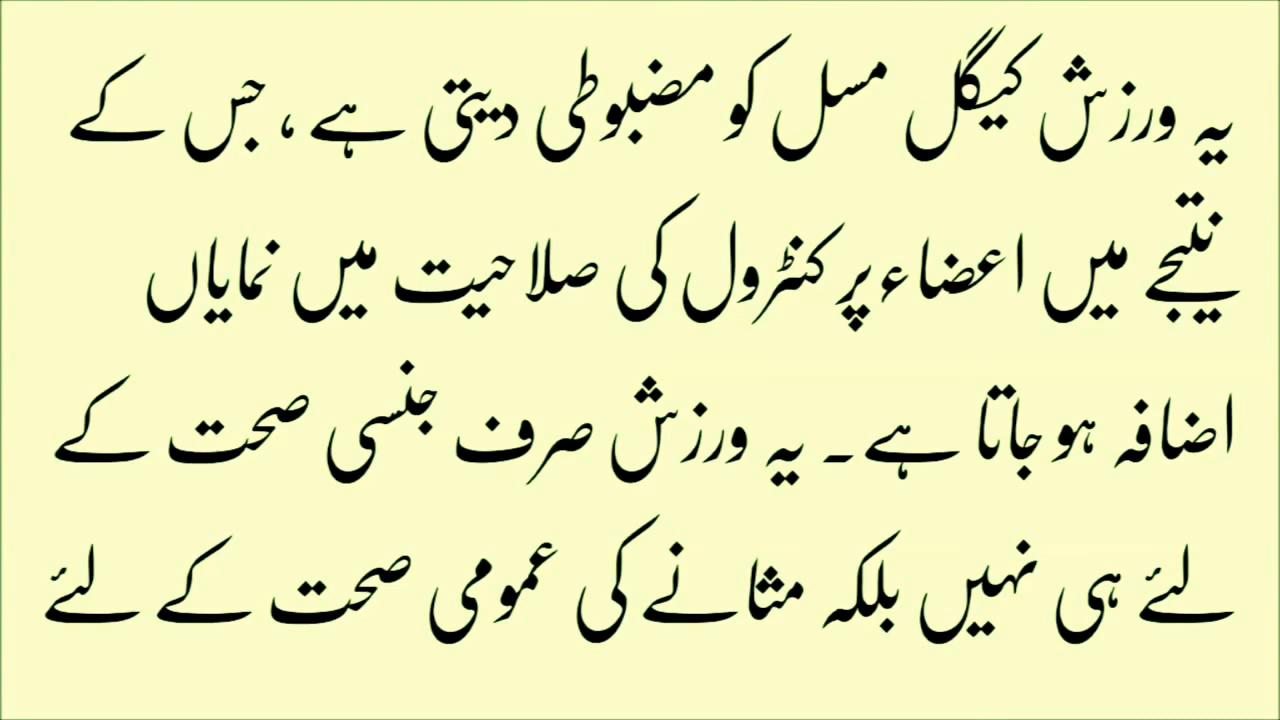 یہ ورزش کیگل مسل کو مضبوطی دیتی ہے، جس کے
نتیجے میں اعضاء پر کنٹرول کی صلاحیت میں نمایاں
اضافہ ہو جاتا ہے۔ یہ ورزش صرف جنسی صحت کے
لئے ہی نہیں بلکہ مثانے کی عمومی صحت کے لئے